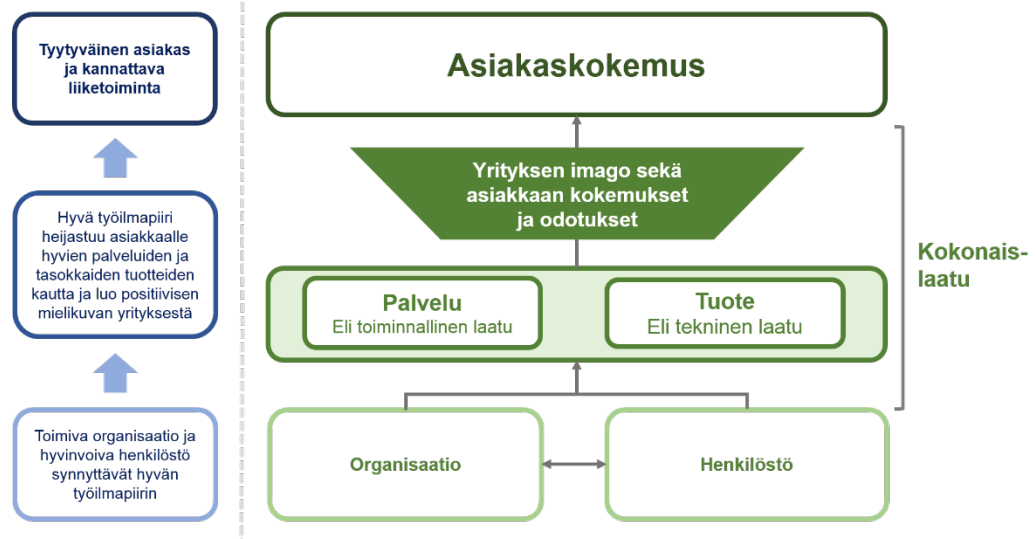 Tyytyväinen asiakas
ja kannattava
liiketoiminta
Hyvä työilmapiiri
heijastuu asiakkaalle
hyvien palveluiden ja
tasokkaiden tuotteiden
kautta ja luo positiivisen
mielikuvan yrityksestä
Toimiva organisaatio ja
hyvinvoiva henkilöstö
synnyttävät hyvän
työilmapiirin
Asiakaskokemus
Yrityksen imago sekä
asiakkaan kokemukset
ja odotukset
Palvelu
Eli toiminnallinen laatu
Tuote
Eli tekninen laatu
Organisaatio
Henkilöstö
Kokonais-
laatu